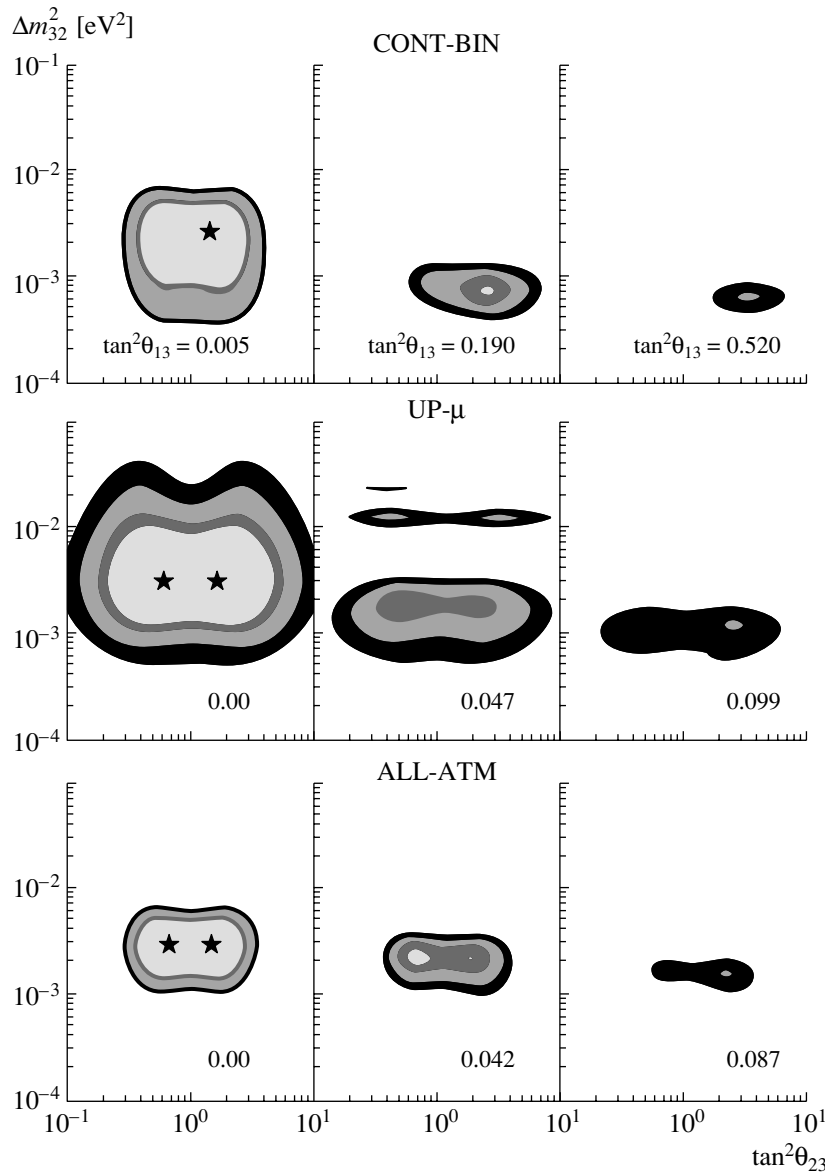 Δm²₃₂ [eV²]
CONT-BIN
10⁻¹
10⁻²
10⁻³
10⁻⁴
tan²θ₁₃ = 0.005
tan²θ₁₃ = 0.190
tan²θ₁₃ = 0.520
UP-μ
10⁻²
10⁻³
10⁻⁴
0.00
0.047
0.099
ALL-ATM
10⁻²
10⁻³
10⁻⁴
0.00
0.042
0.087
10⁻¹ 10⁰ 10¹ 10⁰ 10¹ 10⁰ 10¹
tan²θ₂₃